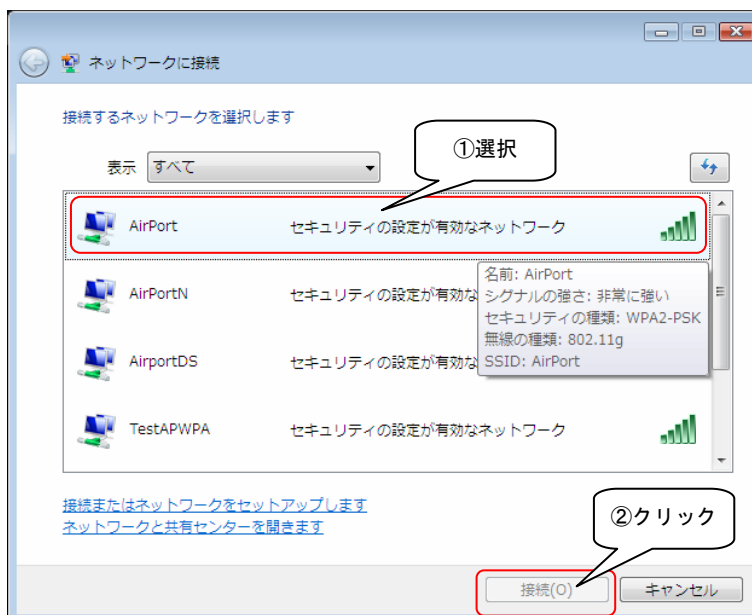 ネットワークに接続
接続するネットワークを選択します
①選択
表示 すべて
AirPort セキュリティの設定が有効なネットワーク
名前: AirPort
AirPortN セキュリティの設定が有効な
シグナルの強さ: 非常に強い
セキュリティの種類: WPA2-PSK
無線の種類: 802.11g
AirportDS セキュリティの設定が有効な
SSID: AirPort
TestAPWPA セキュリティの設定が有効なネットワーク
接続またはネットワークをセットアップします
ネットワークと共有センターを開きます
②クリック
接続(O) キャンセル